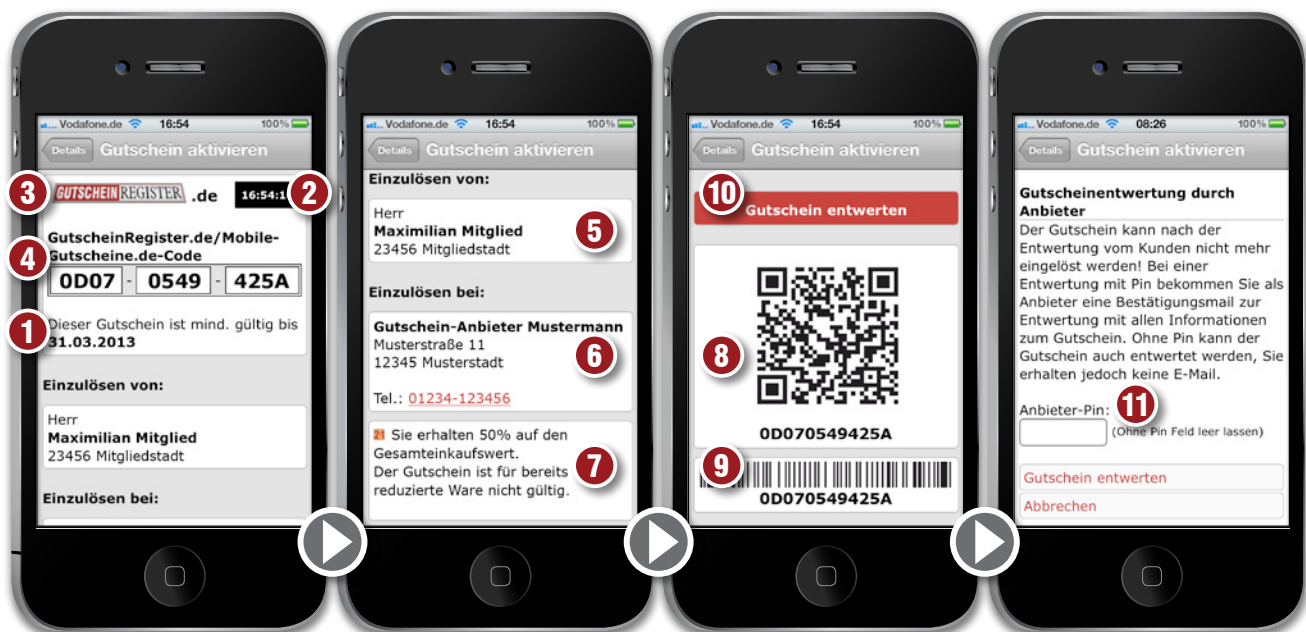 Vodafone.de 16:54 100%
Details Gutschein aktivieren
3 GUTSCHEINREGISTER.de 16:54:1 2
GutscheinRegister.de/Mobile-
Gutscheine.de-Code
4
0D07 - 0549 - 425A
1 Dieser Gutschein ist mind. gültig bis
31.03.2013
Einzulösen von:
Herr
Maximilian Mitglied
23456 Mitgliedstadt
Einzulösen bei:
Vodafone.de 16:54 100%
Details Gutschein aktivieren
Einzulösen von:
Herr
Maximilian Mitglied 5
23456 Mitgliedstadt
Einzulösen bei:
Gutschein-Anbieter Mustermann
Musterstraße 11
12345 Musterstadt 6
Tel.: 01234-123456
21 Sie erhalten 50% auf den
Gesamteinkaufswert.
Der Gutschein ist für bereits 7
reduzierte Ware nicht gültig.
Vodafone.de 16:54 100%
Details Gutschein aktivieren
10
Gutschein entwerten
8
0D070549425A
9
0D070549425A
Vodafone.de 08:26 100%
Details Gutschein aktivieren
Gutscheinentwertung durch
Anbieter
Der Gutschein kann nach der
Entwertung vom Kunden nicht mehr
eingelöst werden! Bei einer
Entwertung mit Pin bekommen Sie als
Anbieter eine Bestätigungsmail zur
Entwertung mit allen Informationen
zum Gutschein. Ohne Pin kann der
Gutschein auch entwertet werden, Sie
erhalten jedoch keine E-Mail.
Anbieter-Pin: 11
(Ohne Pin Feld leer lassen)
Gutschein entwerten
Abbrechen